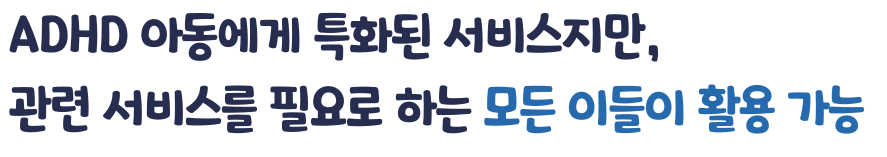 ADHD 아동에게 특화된 서비스지만,
관련 서비스를 필요로 하는 모든 이들이 활용 가능